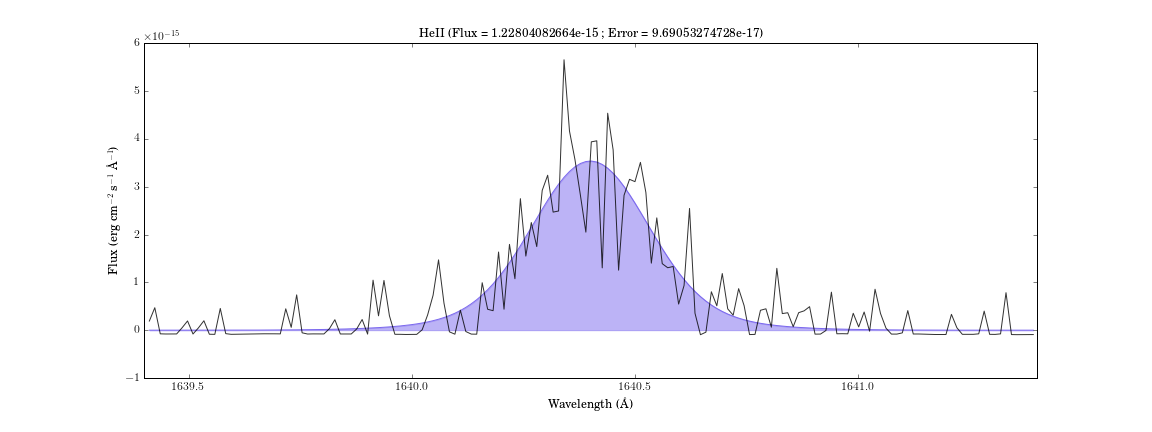 HeII (Flux = 1.22804082664e-15 ; Error = 9.69053274728e-17)
×10⁻¹⁵
6
5
4
3
2
1
0
−1
Flux (erg cm⁻² s⁻¹ Å⁻¹)
1639.5 1640.0 1640.5 1641.0
Wavelength (Å)